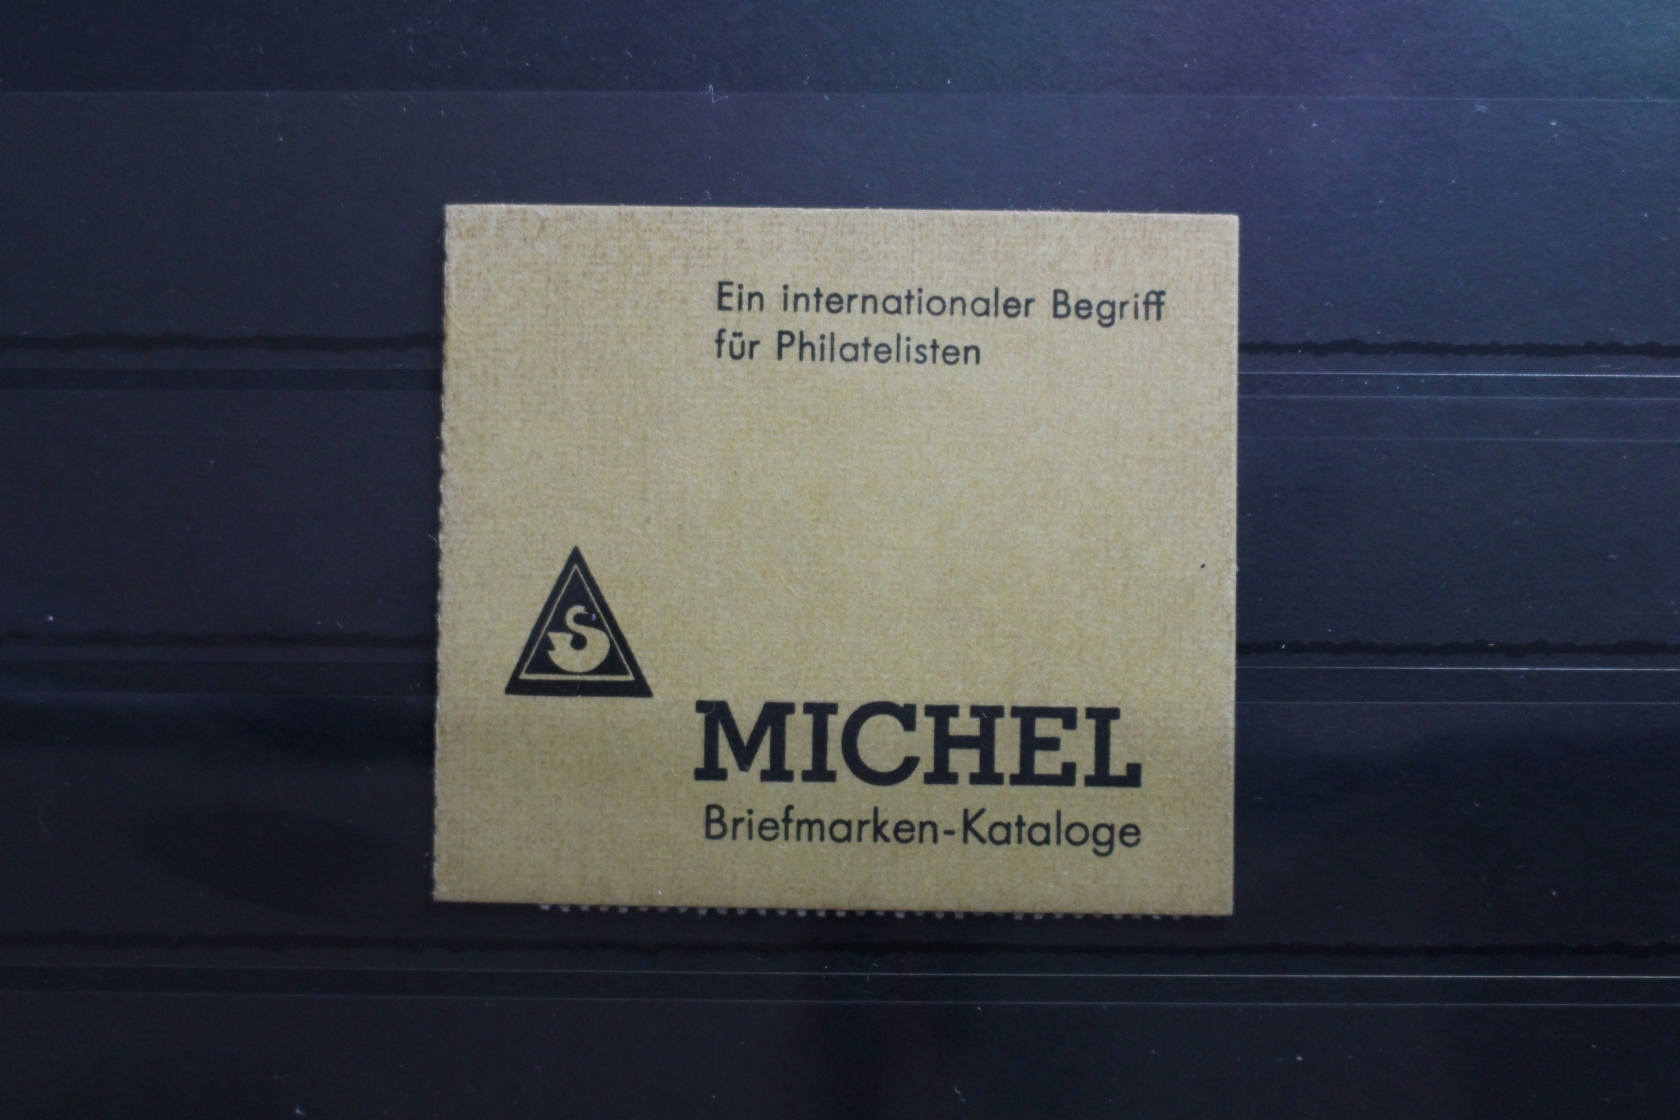 Ein internationaler Begriff
für Philatelisten
MICHEL
Briefmarken-Kataloge